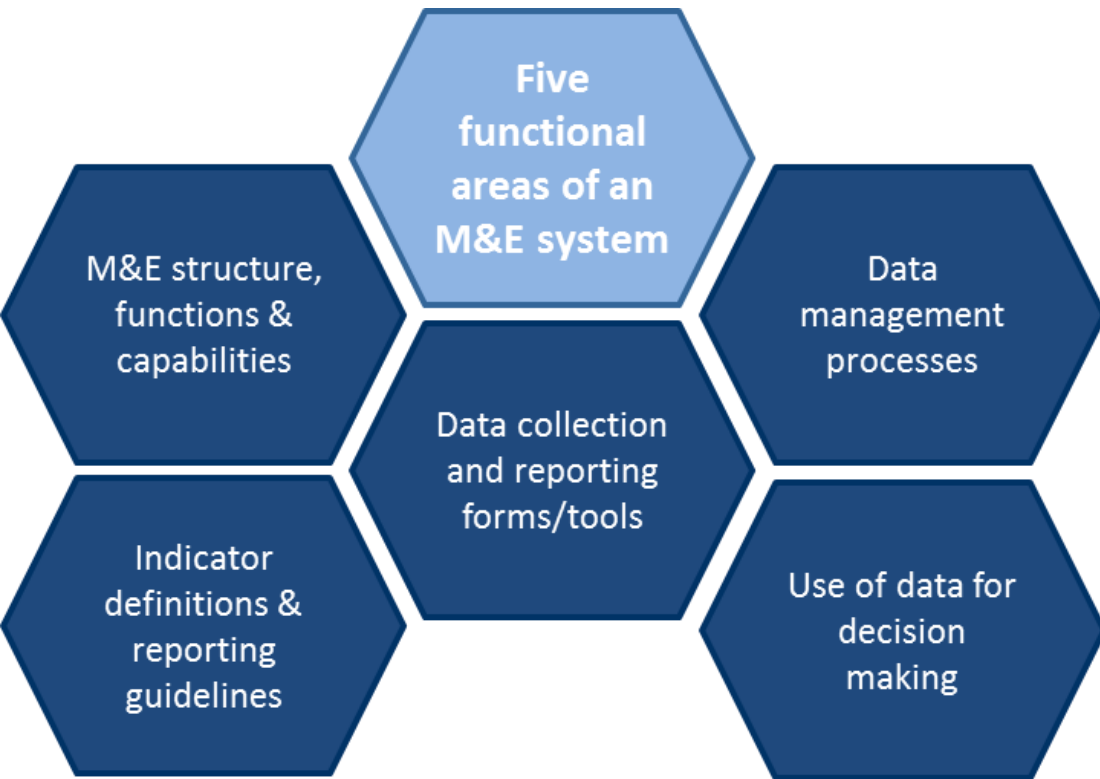 Five
functional
areas of an
M&E system
M&E structure,
functions &
capabilities
Indicator
definitions &
reporting
guidelines
Data collection
and reporting
forms/tools
Data
management
processes
Use of data for
decision
making